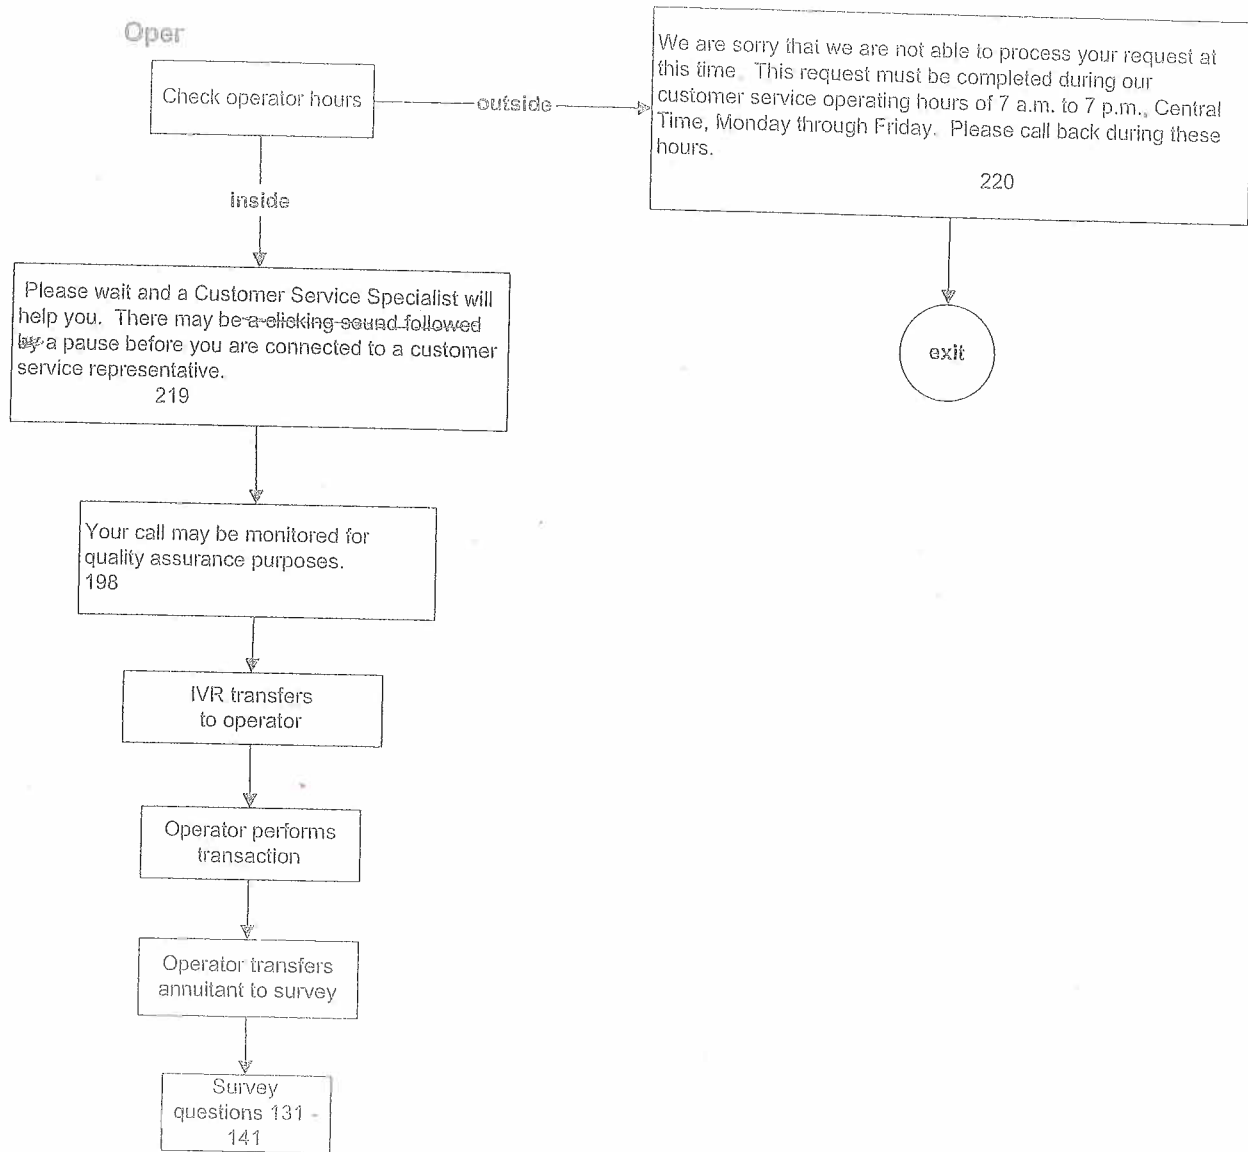 Oper
Check operator hours
outside
We are sorry that we are not able to process your request at
this time. This request must be completed during our
customer service operating hours of 7 a.m. to 7 p.m., Central
Time, Monday through Friday. Please call back during these
hours.
220
inside
exit
Please wait and a Customer Service Specialist will
help you. There may be a clicking sound followed
by a pause before you are connected to a customer
service representative.
219
Your call may be monitored for
quality assurance purposes.
198
IVR transfers
to operator
Operator performs
transaction
Operator transfers
annuitant to survey
Survey
questions 131 -
141